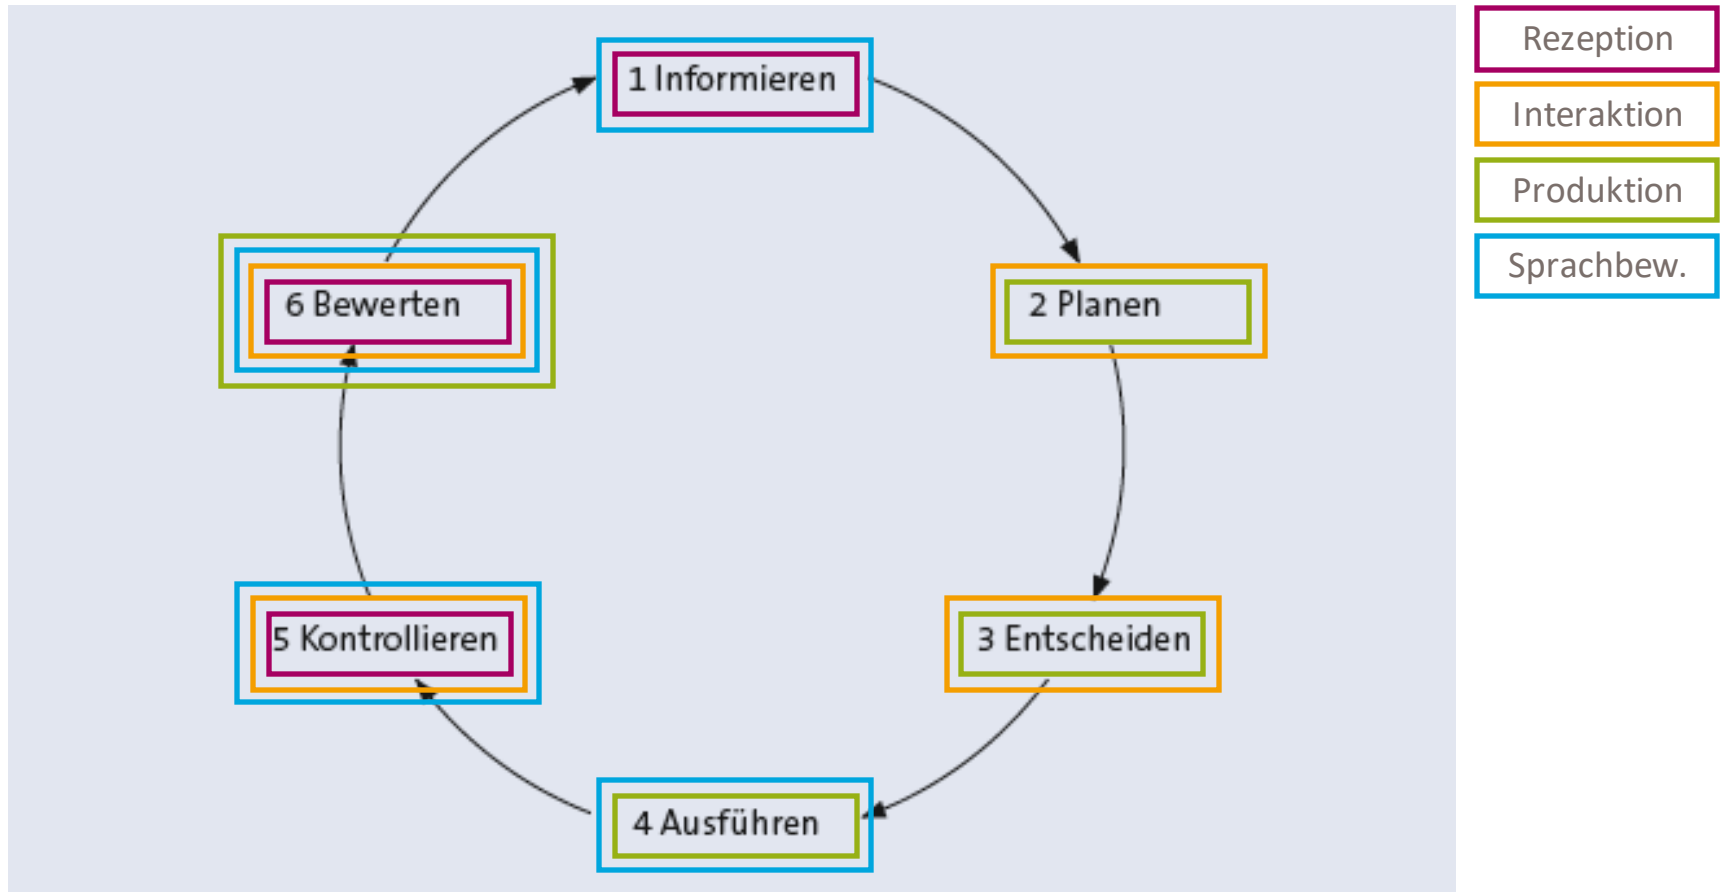 1 Informieren
2 Planen
3 Entscheiden
4 Ausführen
5 Kontrollieren
6 Bewerten
Rezeption
Interaktion
Produktion
Sprachbew.